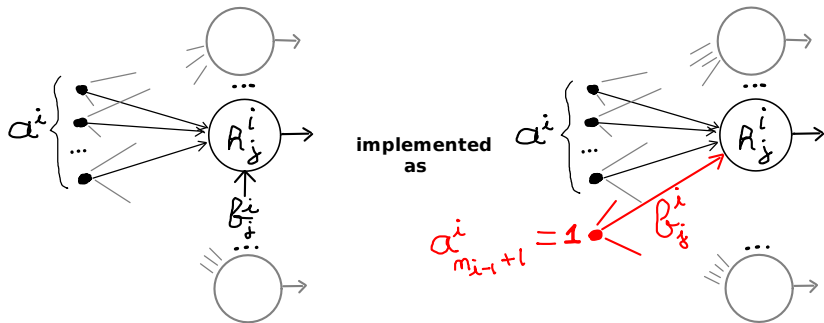 a^i
...
...
R^i_j
b^i_j
...
implemented
as
a^i
...
...
R^i_j
b^i_j
a^i_{n_{i-1}+1} = 1
...